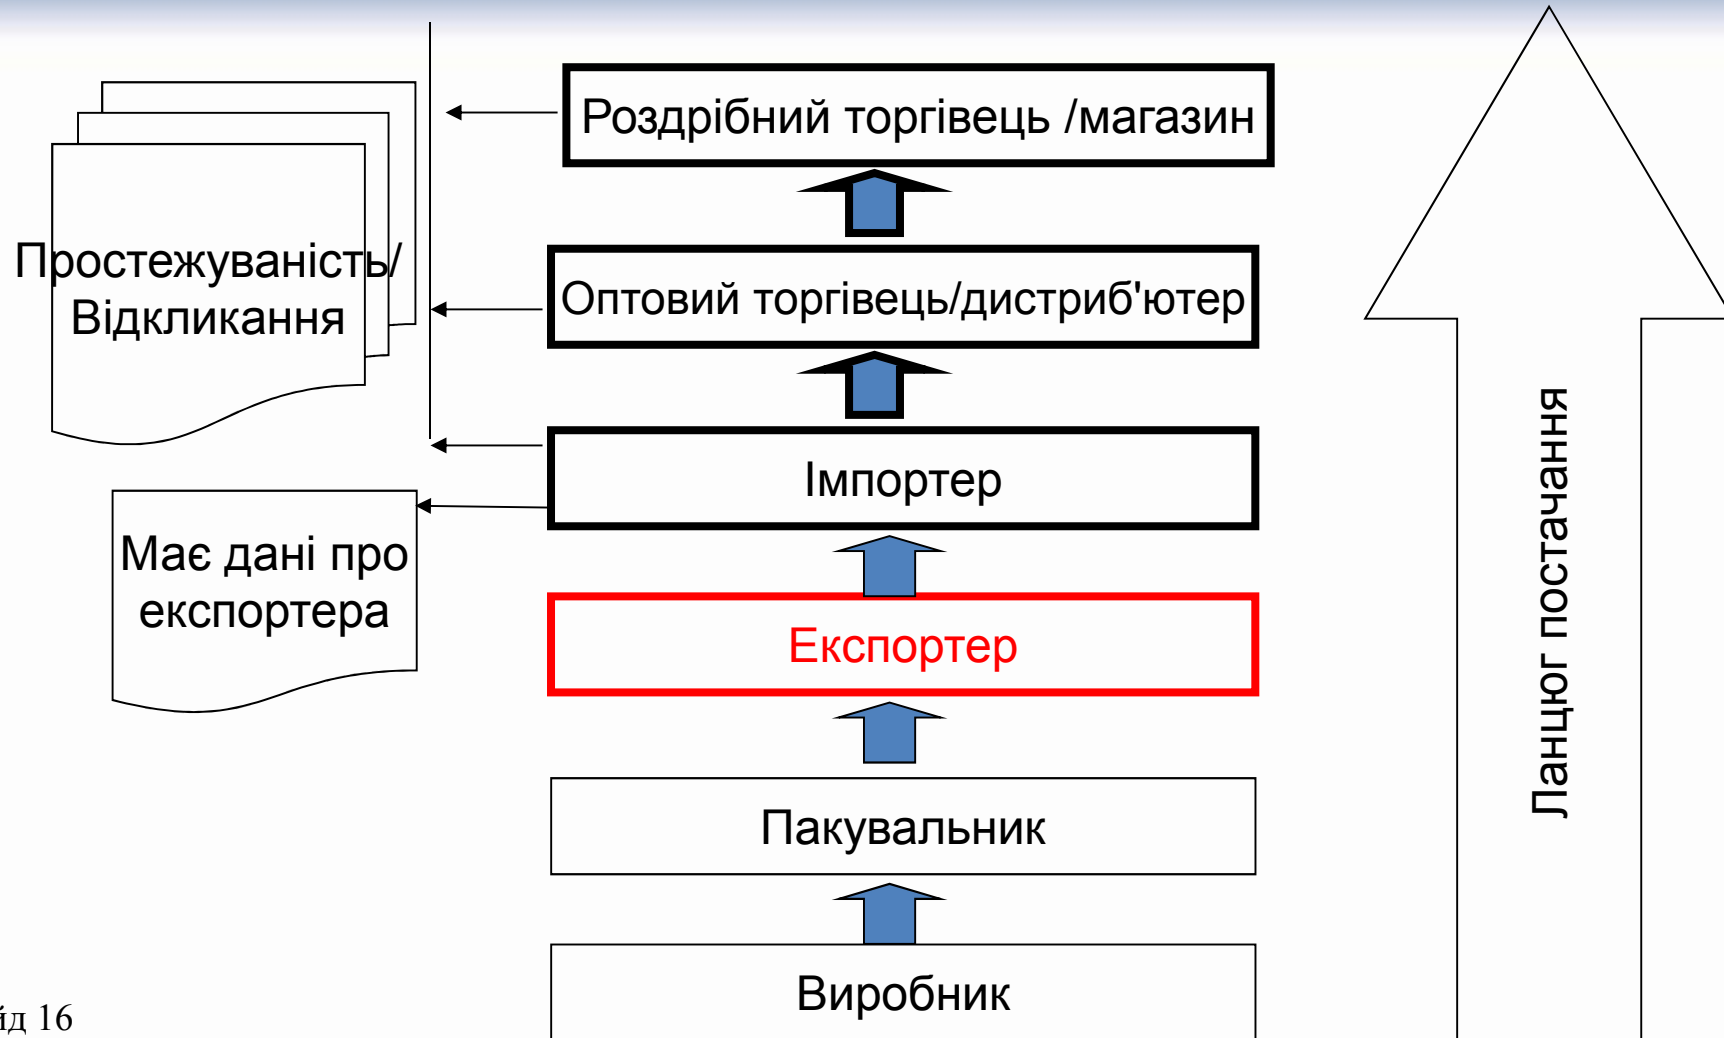 Роздрібний торгівець /магазин
Простежуваність/
Відкликання
Оптовий торгівець/дистриб'ютер
Імпортер
Має дані про
експортера
Експортер
Пакувальник
Виробник
Ланцюг постачання
16